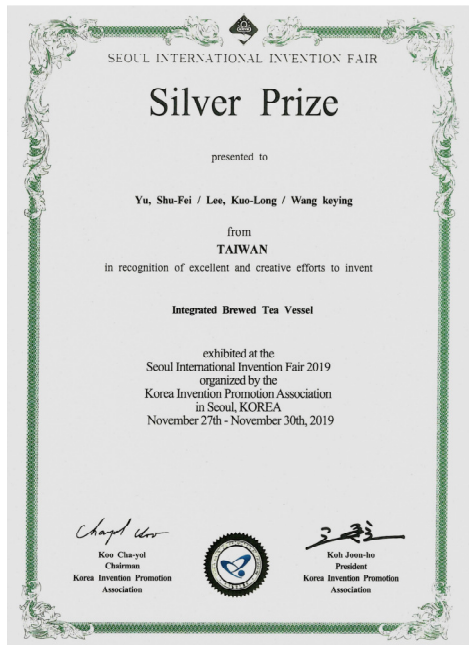 SEOUL INTERNATIONAL INVENTION FAIR
Silver Prize
presented to
Yu, Shu-Fei / Lee, Kuo-Long / Wang keying
from
TAIWAN
in recognition of excellent and creative efforts to invent
Integrated Brewed Tea Vessel
exhibited at the
Seoul International Invention Fair 2019
organized by the
Korea Invention Promotion Association
in Seoul, KOREA
November 27th - November 30th, 2019
Koo Cha-yol
Chairman
Korea Invention Promotion
Association
Koh Joon-ho
President
Korea Invention Promotion
Association